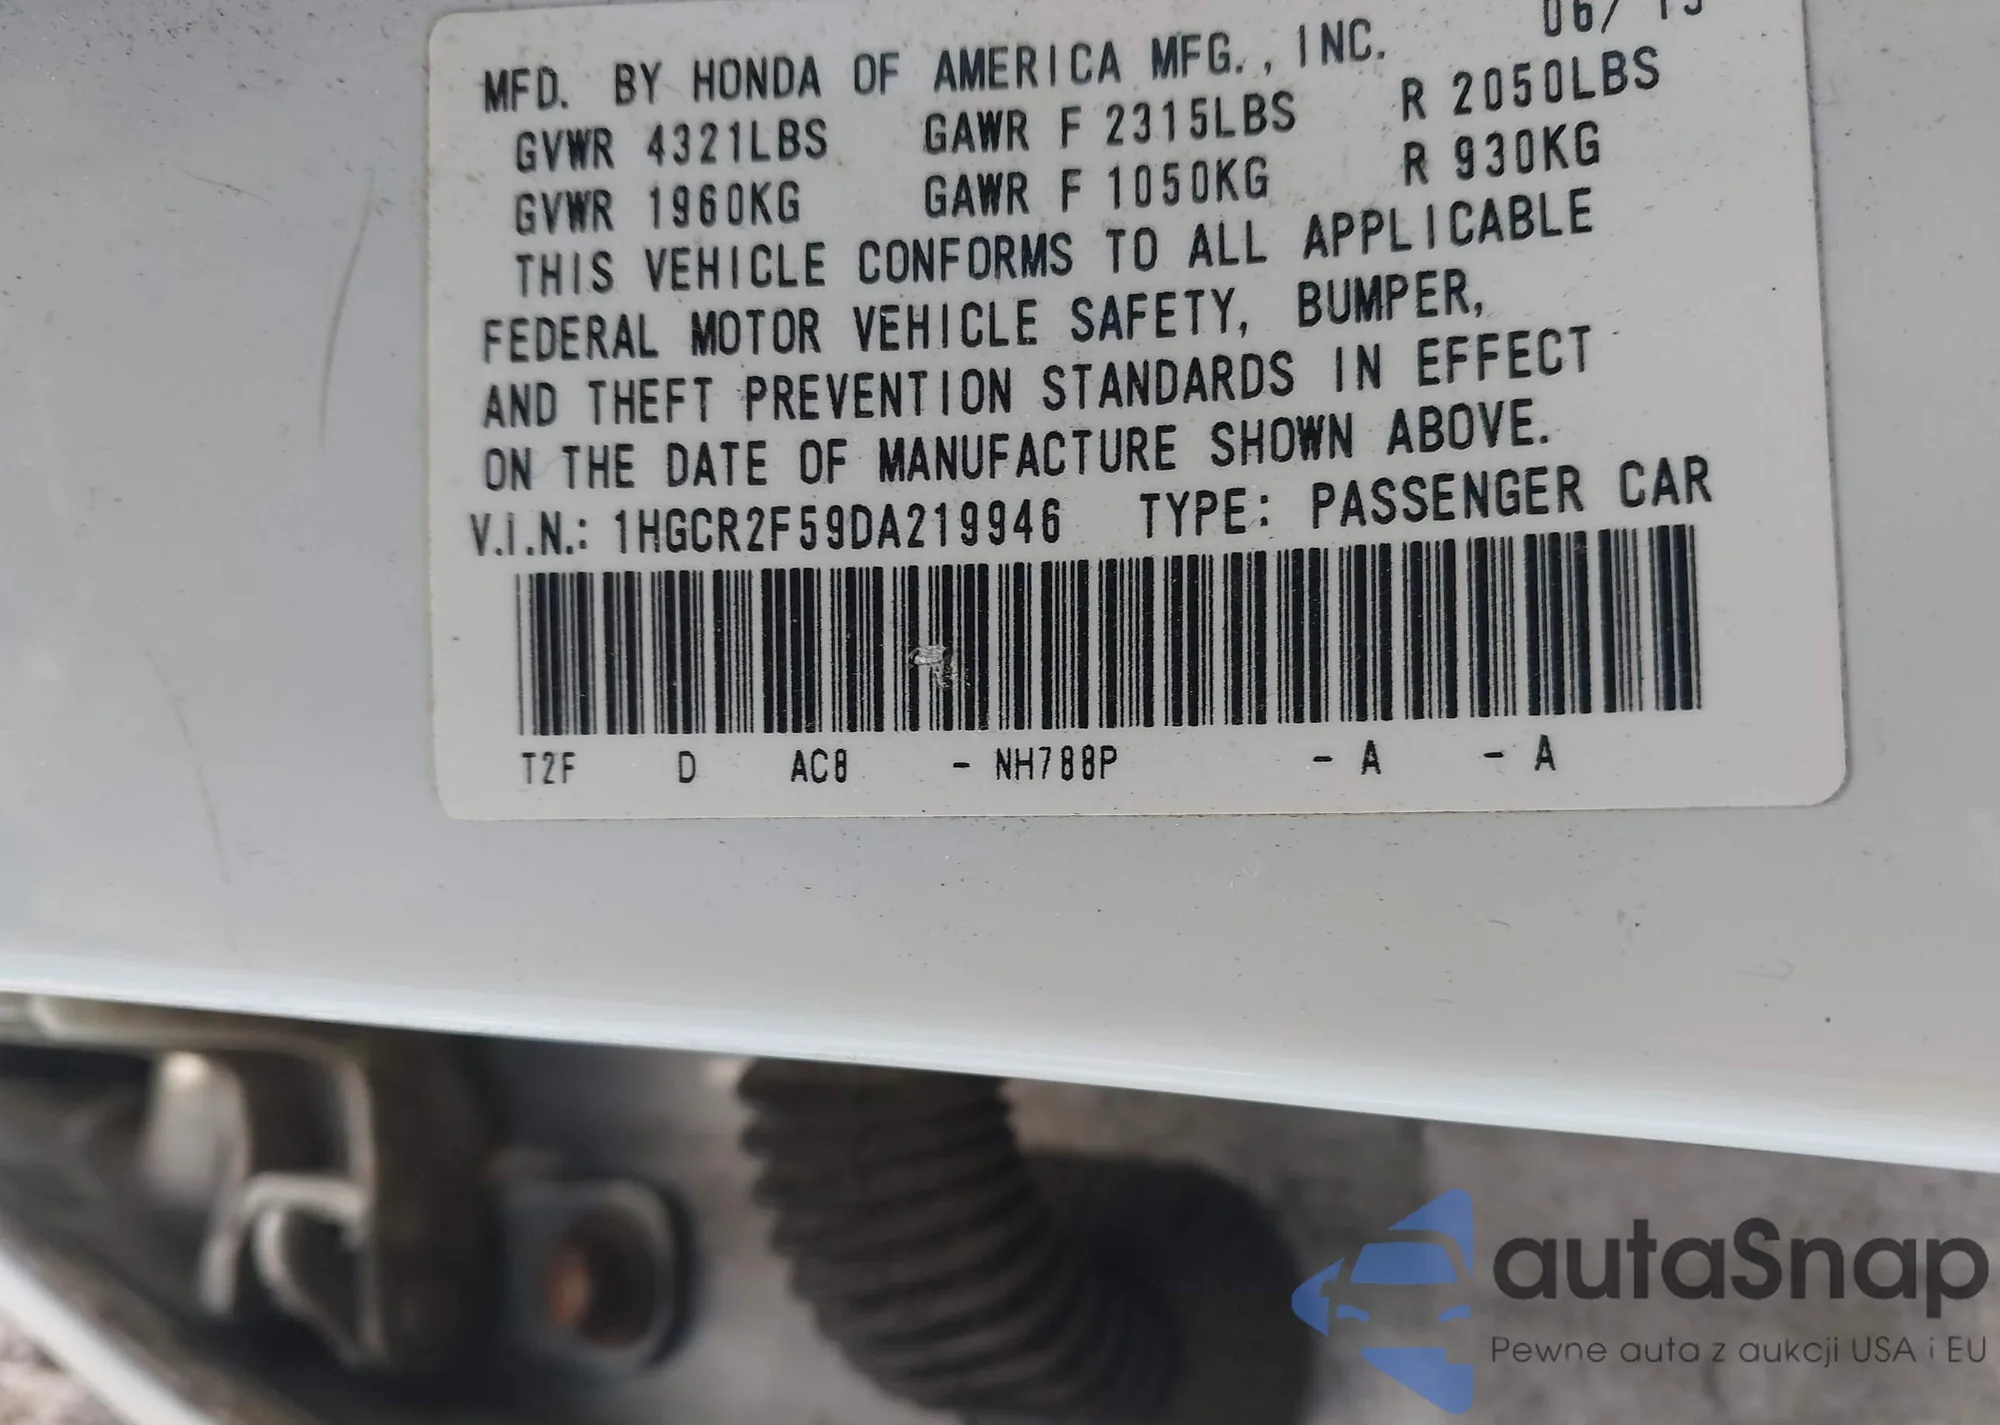 06/13
MFD. BY HONDA OF AMERICA MFG., INC.
GVWR 4321LBS GAWR F 2315LBS R 2050LBS
GVWR 1960KG GAWR F 1050KG R 930KG
THIS VEHICLE CONFORMS TO ALL APPLICABLE
FEDERAL MOTOR VEHICLE SAFETY, BUMPER,
AND THEFT PREVENTION STANDARDS IN EFFECT
ON THE DATE OF MANUFACTURE SHOWN ABOVE.
V.I.N.: 1HGCR2F59DA219946 TYPE: PASSENGER CAR
T2F D AC8 - NH788P - A - A
autaSnap
Pewne auta z aukcji USA i EU